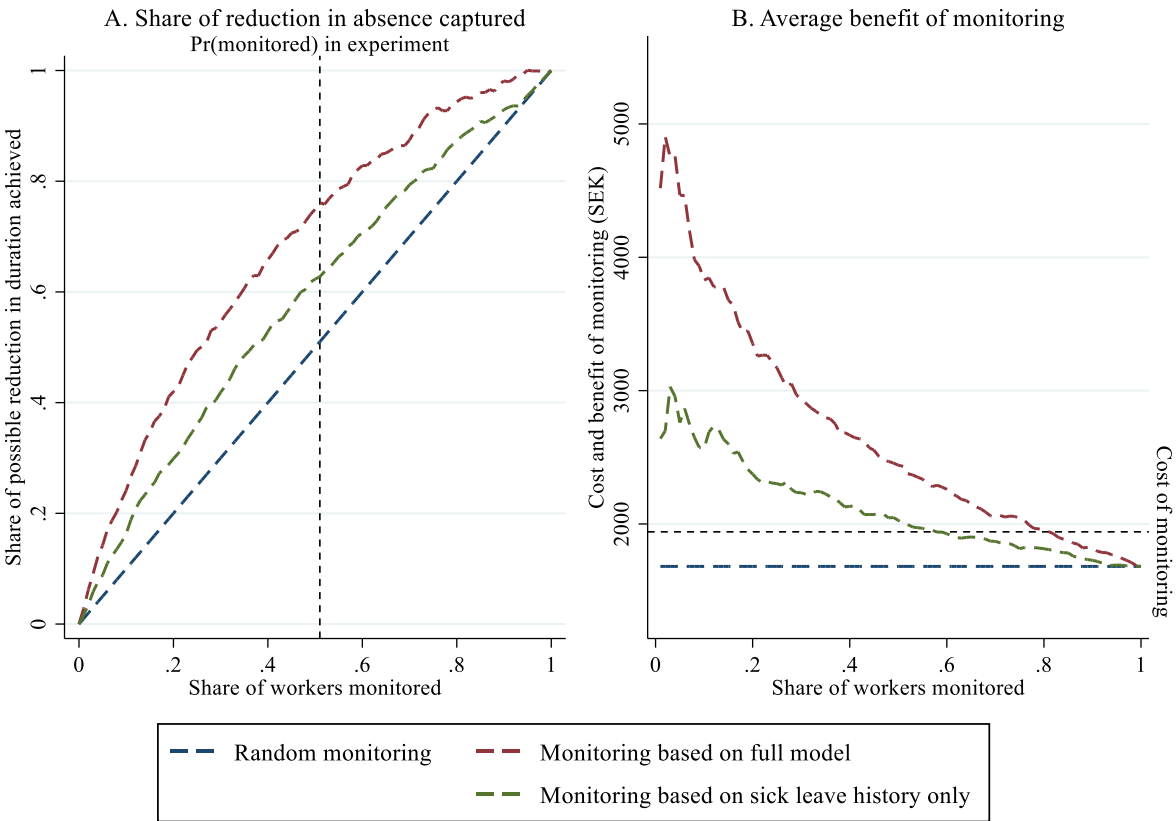 A. Share of reduction in absence captured
Pr(monitored) in experiment
Share of possible reduction in duration achieved
1
.8
.6
.4
.2
0
0 .2 .4 .6 .8 1
Share of workers monitored
B. Average benefit of monitoring
Cost and benefit of monitoring (SEK)
5000
4000
3000
2000
Cost of monitoring
0 .2 .4 .6 .8 1
Share of workers monitored
Random monitoring
Monitoring based on full model
Monitoring based on sick leave history only